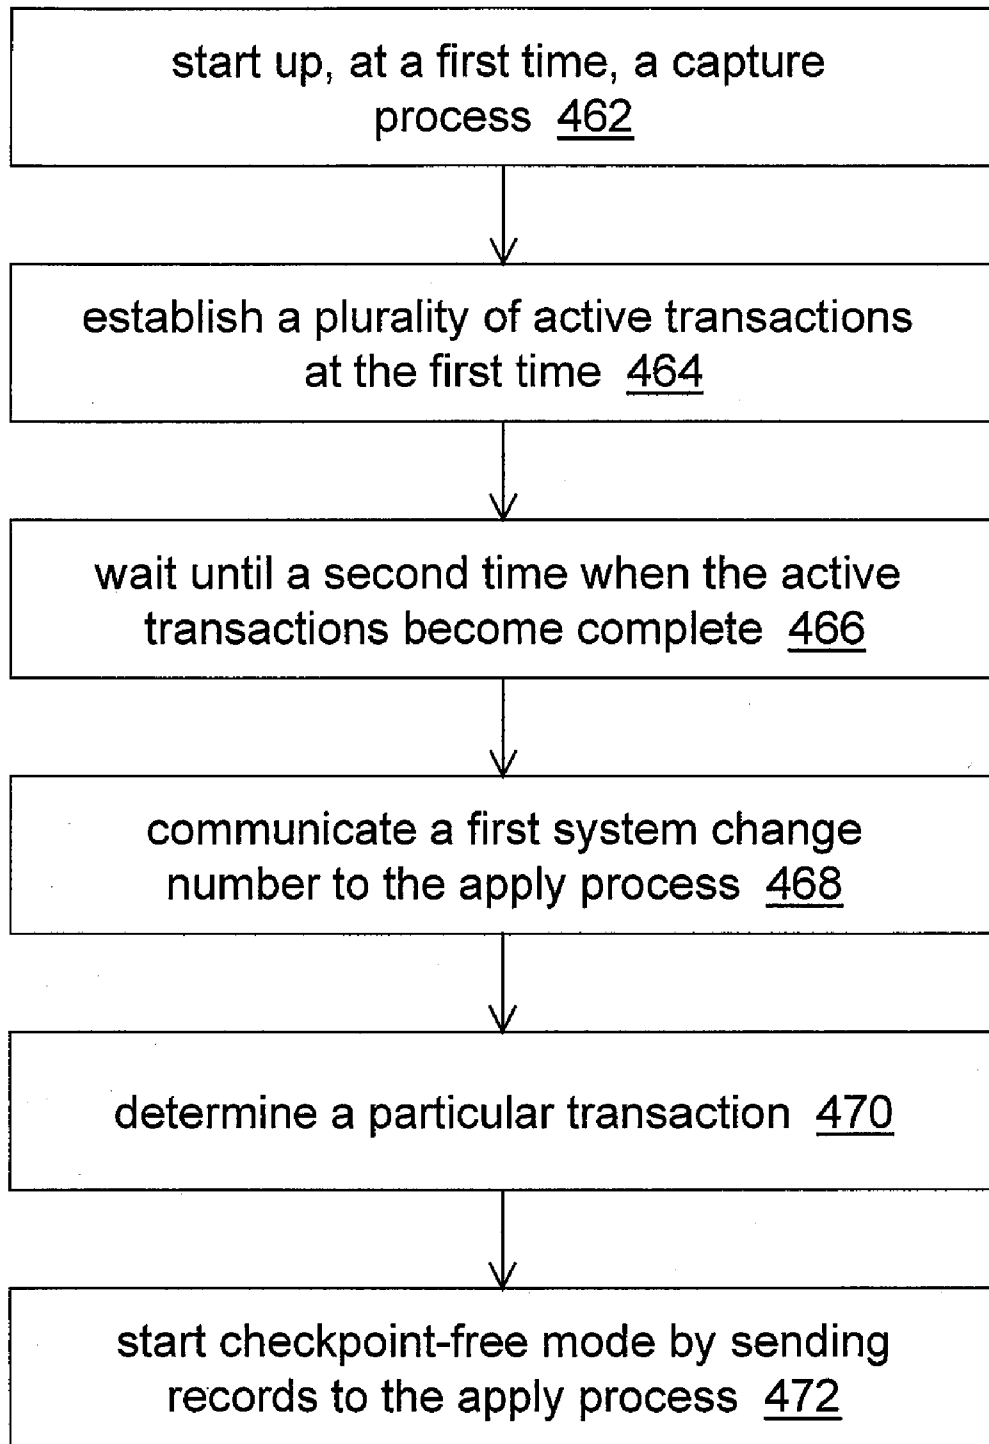 start up, at a first time, a capture
process 462
establish a plurality of active transactions
at the first time 464
wait until a second time when the active
transactions become complete 466
communicate a first system change
number to the apply process 468
determine a particular transaction 470
start checkpoint-free mode by sending
records to the apply process 472